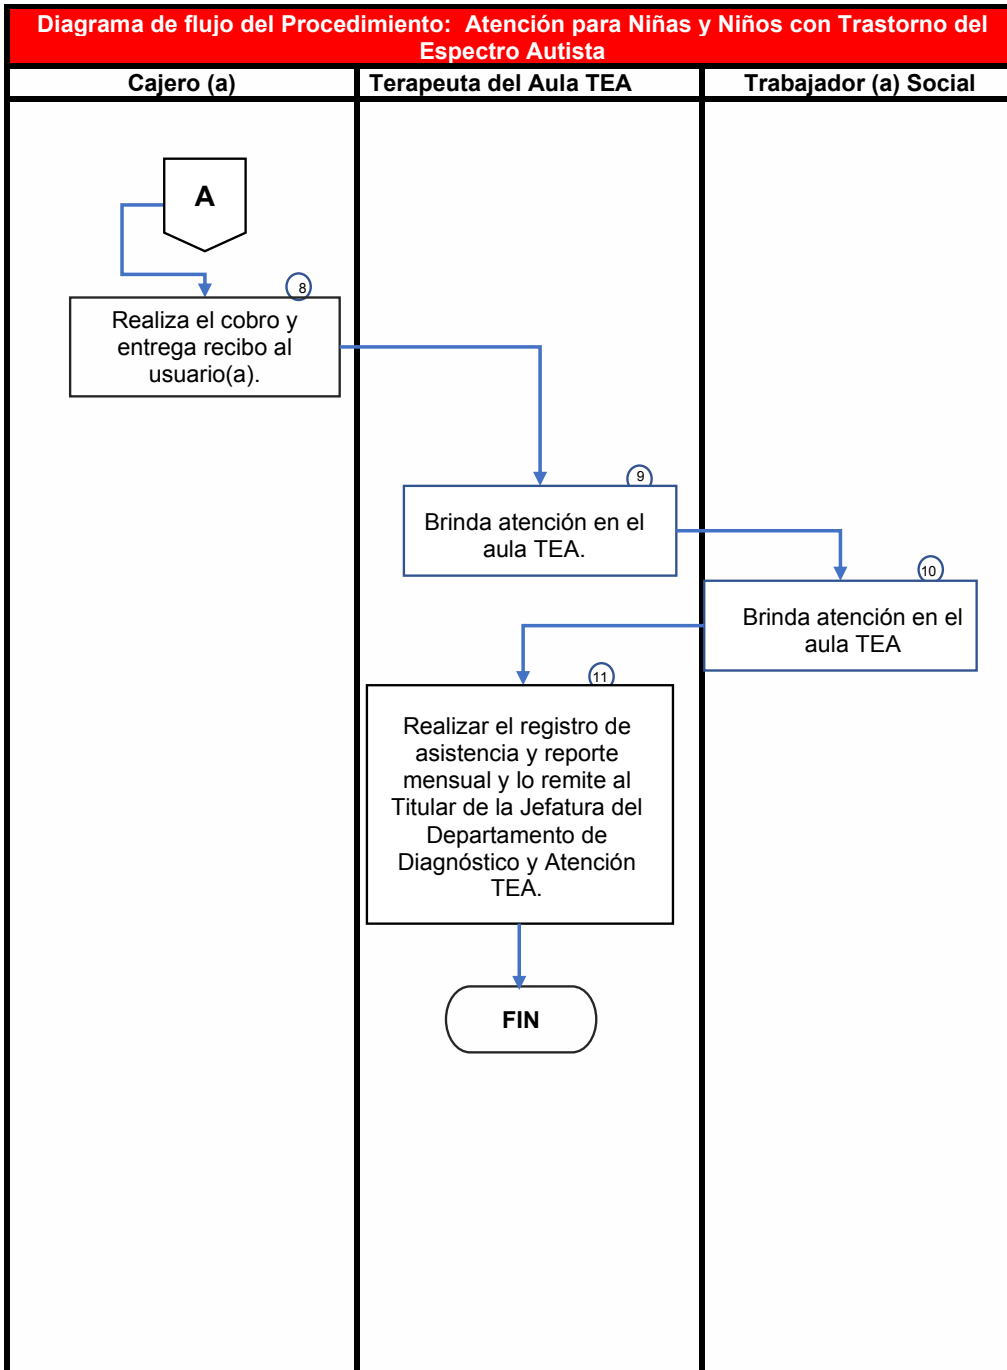 Diagrama de flujo del Procedimiento: Atención para Niñas y Niños con Trastorno del
Espectro Autista
Cajero (a)
Terapeuta del Aula TEA
Trabajador (a) Social
A
8
Realiza el cobro y
entrega recibo al
usuario(a).
9
Brinda atención en el
aula TEA.
10
Brinda atención en el
aula TEA
11
Realizar el registro de
asistencia y reporte
mensual y lo remite al
Titular de la Jefatura del
Departamento de
Diagnóstico y Atención
TEA.
FIN